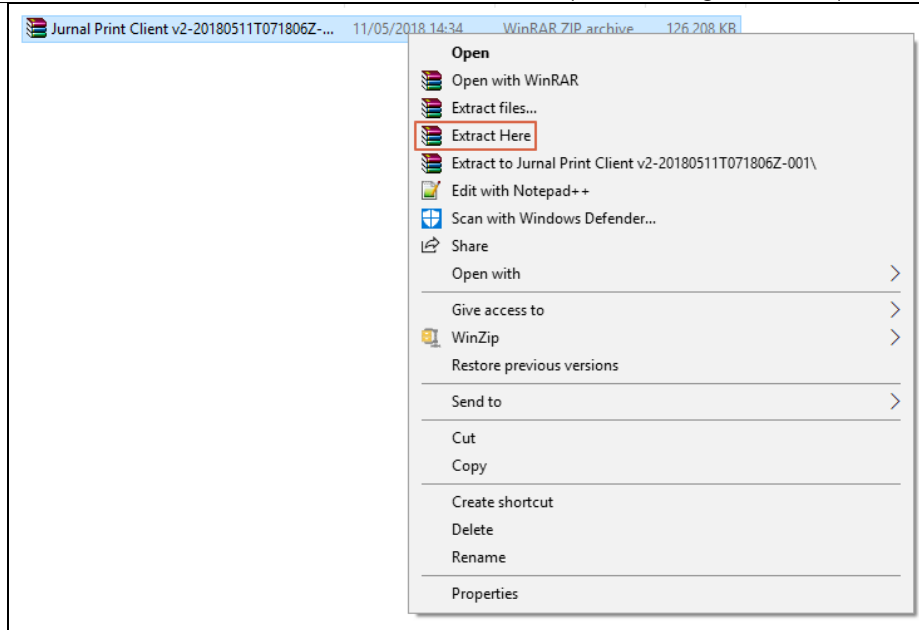 Jurnal Print Client v2-20180511T071806Z-... 11/05/2018 14:34 WinRAR ZIP archive 126.208 KB
Open
Open with WinRAR
Extract files...
Extract Here
Extract to Jurnal Print Client v2-20180511T071806Z-001\
Edit with Notepad++
Scan with Windows Defender...
Share
Open with
Give access to
WinZip
Restore previous versions
Send to
Cut
Copy
Create shortcut
Delete
Rename
Properties